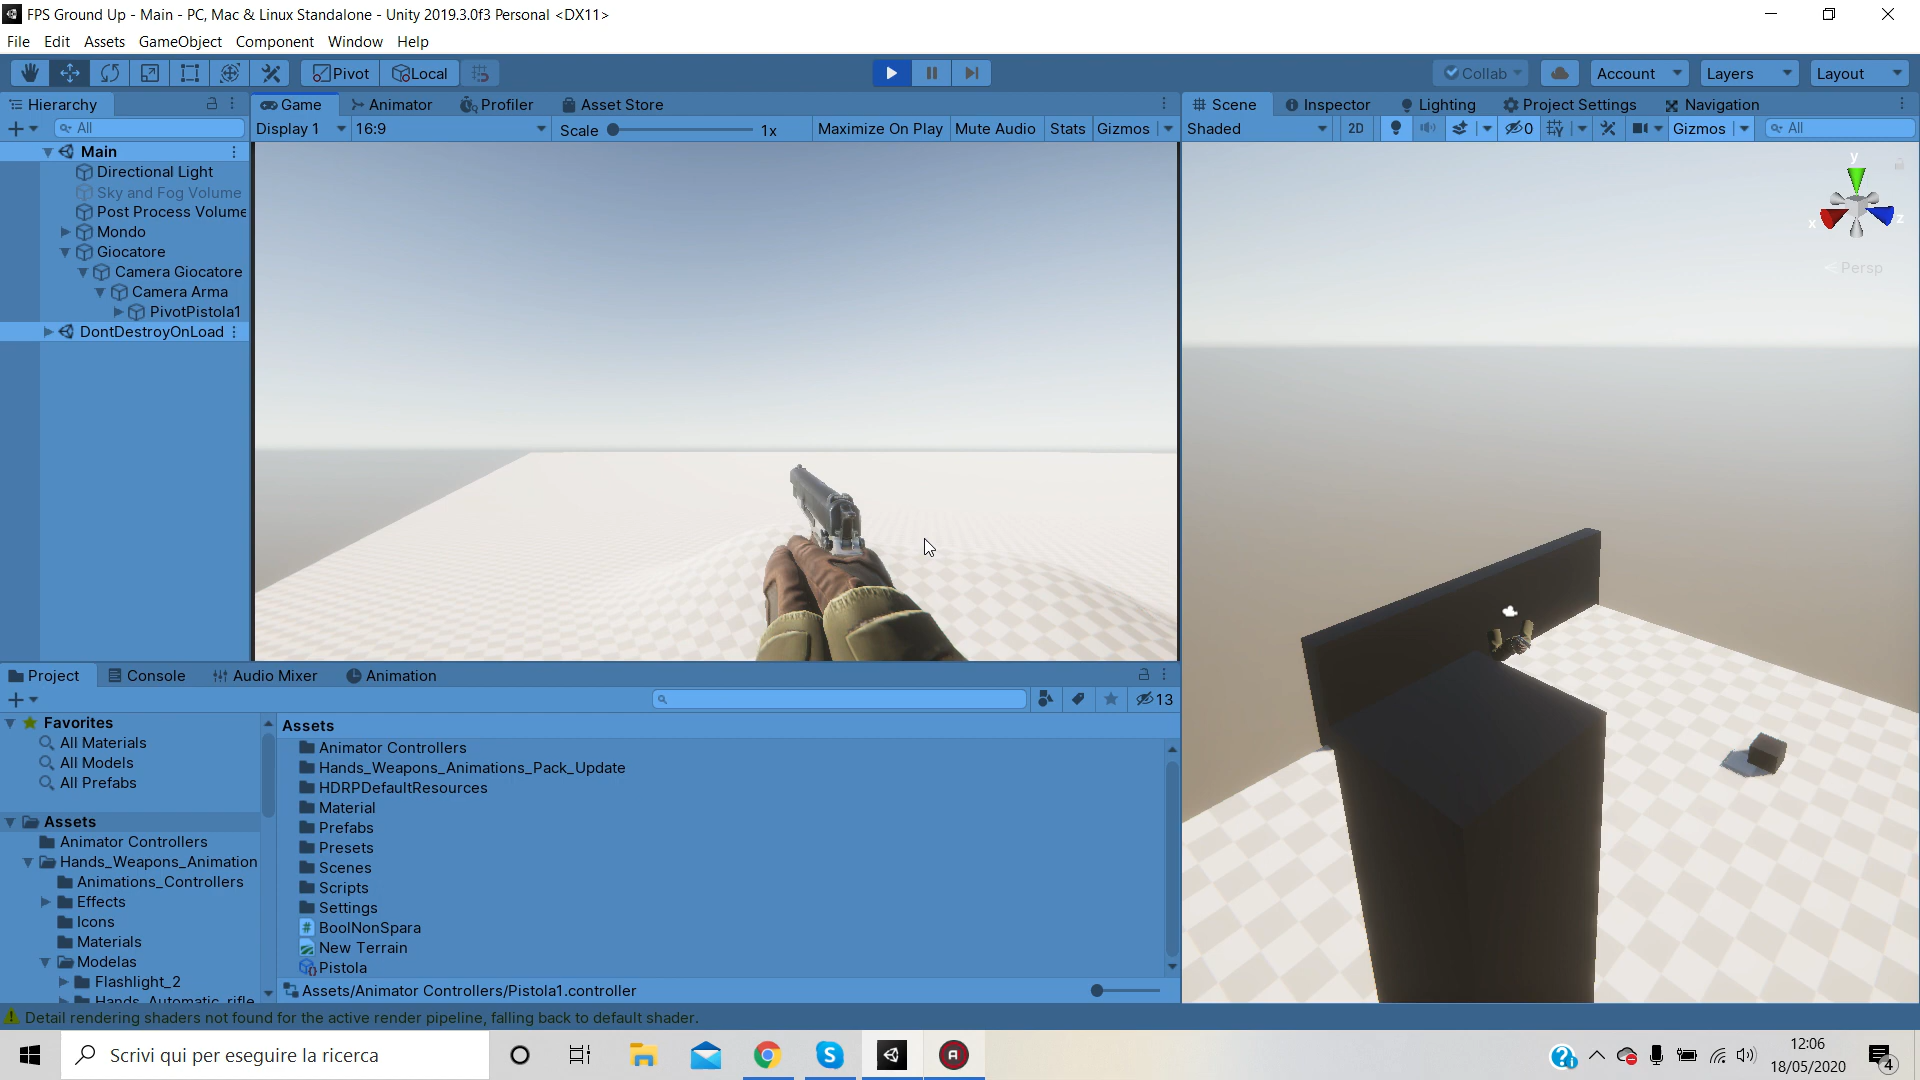 FPS Ground Up - Main - PC, Mac & Linux Standalone - Unity 2019.3.0f3 Personal <DX11>
File Edit Assets GameObject Component Window Help
Pivot Local Collab Account Layers Layout
Hierarchy Game Animator Profiler Asset Store Scene Inspector Lighting Project Settings Navigation
All Display 1 16:9 Scale 1x Maximize On Play Mute Audio Stats Gizmos Shaded 2D 0 Gizmos All
Main
Directional Light
Sky and Fog Volume
Post Process Volume
Mondo
Giocatore
Camera Giocatore
Camera Arma
PivotPistola1
DontDestroyOnLoad
y
x
z
Persp
Project Console Audio Mixer Animation
13
Favorites
All Materials
All Models
All Prefabs
Assets
Animator Controllers
Hands_Weapons_Animation
Animations_Controllers
Effects
Icons
Materials
Modelas
Flashlight_2
Hands_Automatic_rifle
Assets
Animator Controllers
Hands_Weapons_Animations_Pack_Update
HDRPDefaultResources
Material
Prefabs
Presets
Scenes
Scripts
Settings
BoolNonSpara
New Terrain
Pistola
Assets/Animator Controllers/Pistola1.controller
Detail rendering shaders not found for the active render pipeline, falling back to default shader.
Scrivi qui per eseguire la ricerca
12:06
18/05/2020
4